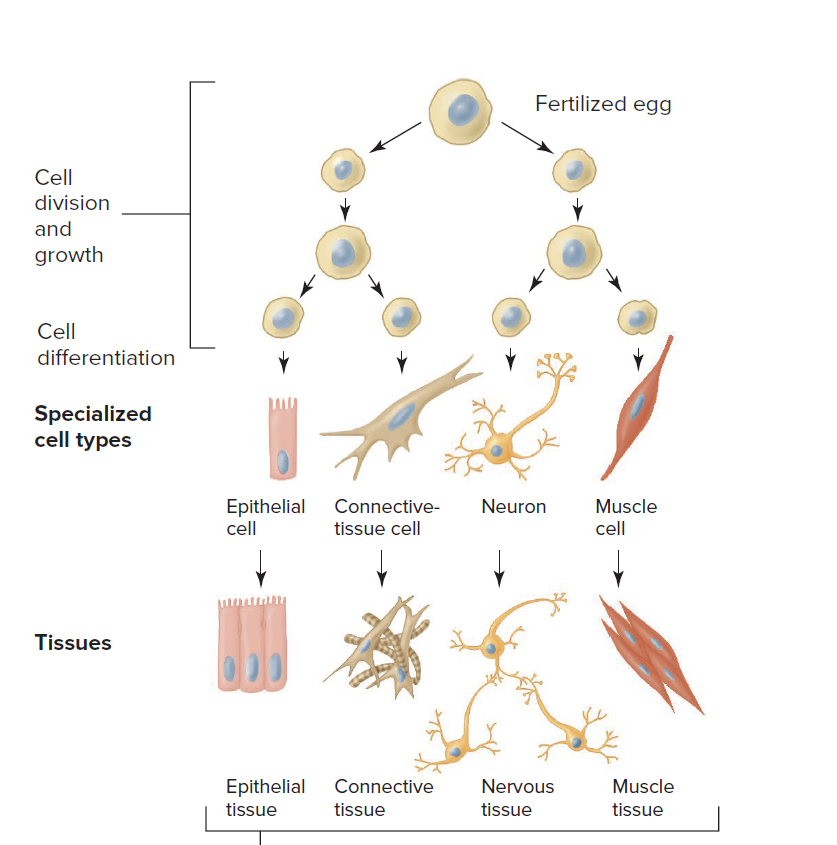 Fertilized egg
Cell
division
and
growth
Cell
differentiation
Specialized
cell types
Epithelial
cell
Connective-
tissue cell
Neuron
Muscle
cell
Tissues
Epithelial
tissue
Connective
tissue
Nervous
tissue
Muscle
tissue